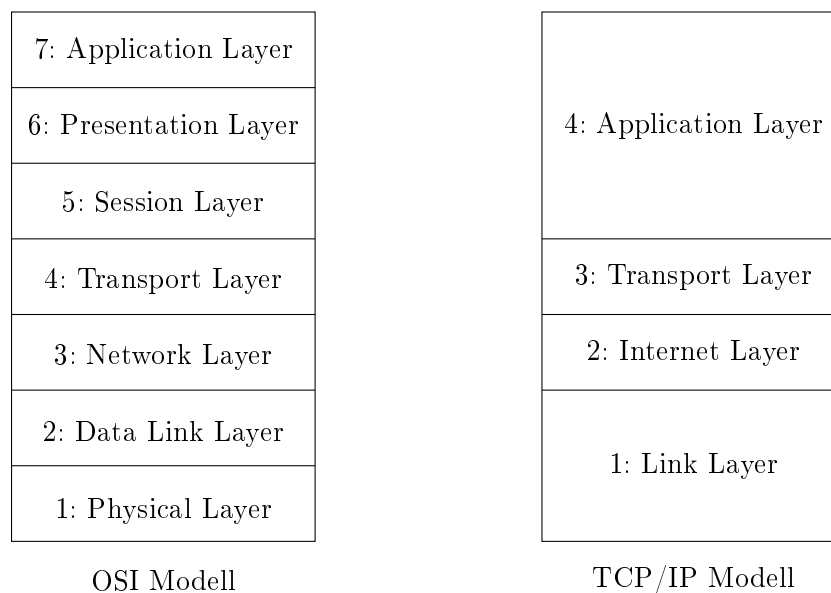 7: Application Layer
6: Presentation Layer
5: Session Layer
4: Transport Layer
3: Network Layer
2: Data Link Layer
1: Physical Layer
OSI Modell
4: Application Layer
3: Transport Layer
2: Internet Layer
1: Link Layer
TCP/IP Modell